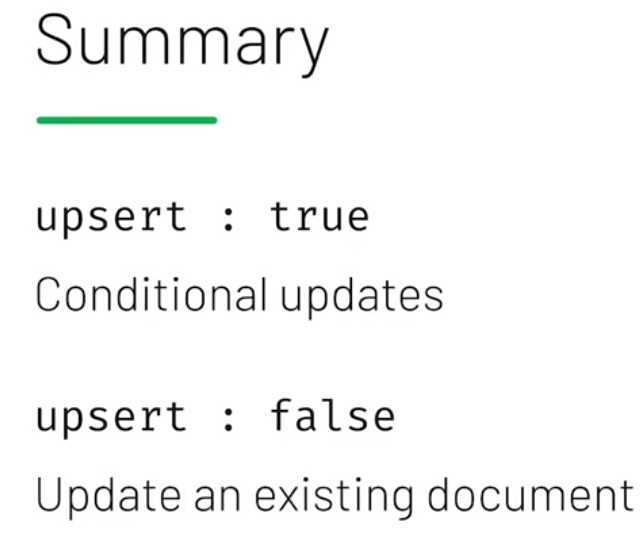 Summary
upsert : true
Conditional updates
upsert : false
Update an existing document